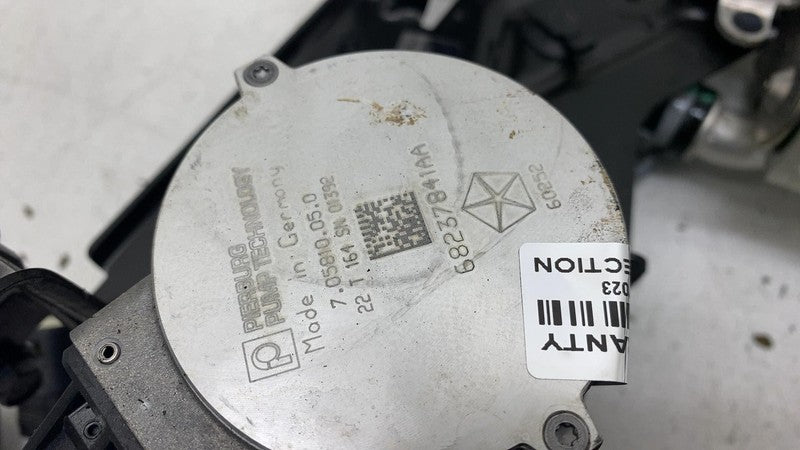 PIERBURG
PUMP TECHNOLOGY
Made in Germany
7.05810.05.0
22 T 164 SN 01392
68237841AA
60252
ANTY
023
ECTION